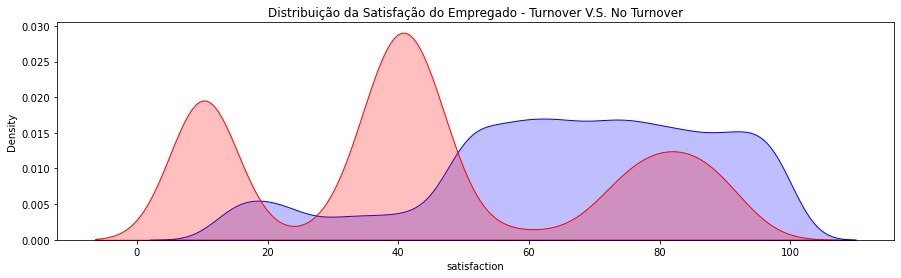 Distribuição da Satisfação do Empregado - Turnover V.S. No Turnover
0.030
0.025
0.020
0.015
0.010
0.005
0.000
Density
0 20 40 60 80 100
satisfaction